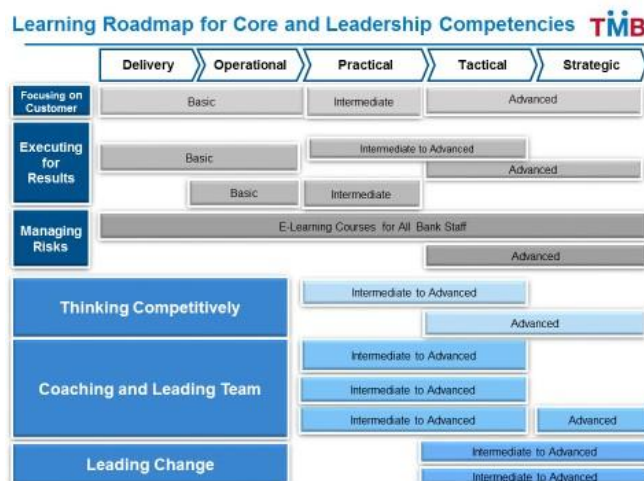 Learning Roadmap for Core and Leadership Competencies TMB
Delivery Operational Practical Tactical Strategic
Focusing on
Customer
Basic Intermediate Advanced
Executing
for
Results
Intermediate to Advanced
Basic
Advanced
Basic Intermediate
Managing
Risks
E-Learning Courses for All Bank Staff
Advanced
Thinking Competitively
Intermediate to Advanced
Advanced
Coaching and Leading Team
Intermediate to Advanced
Intermediate to Advanced
Intermediate to Advanced Advanced
Leading Change
Intermediate to Advanced
Intermediate to Advanced